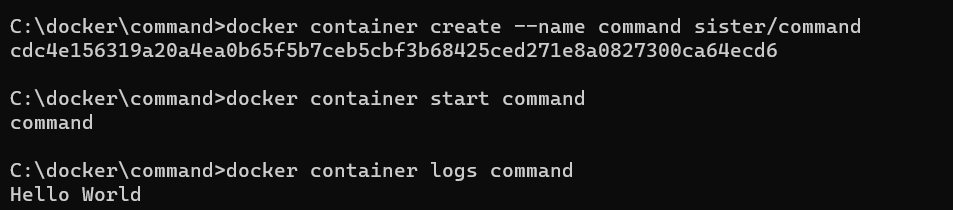 C:\docker\command>docker container create --name command sister/command
cdc4e156319a20a4ea0b65f5b7ceb5cbf3b68425ced271e8a0827300ca64ecd6
C:\docker\command>docker container start command
command
C:\docker\command>docker container logs command
Hello World